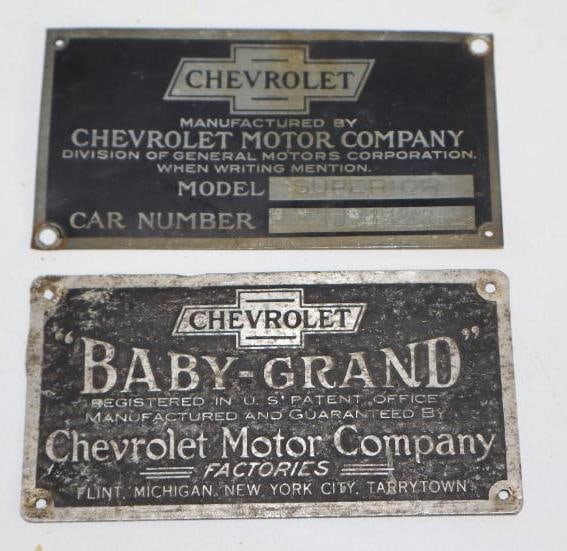 CHEVROLET
MANUFACTURED BY
CHEVROLET MOTOR COMPANY
DIVISION OF GENERAL MOTORS CORPORATION.
WHEN WRITING MENTION.
MODEL SUPERIOR
CAR NUMBER
CHEVROLET
"BABY-GRAND"
REGISTERED IN U.S. PATENT OFFICE
MANUFACTURED AND GUARANTEED BY
Chevrolet Motor Company
FACTORIES
FLINT, MICHIGAN, NEW YORK CITY, TARRYTOWN